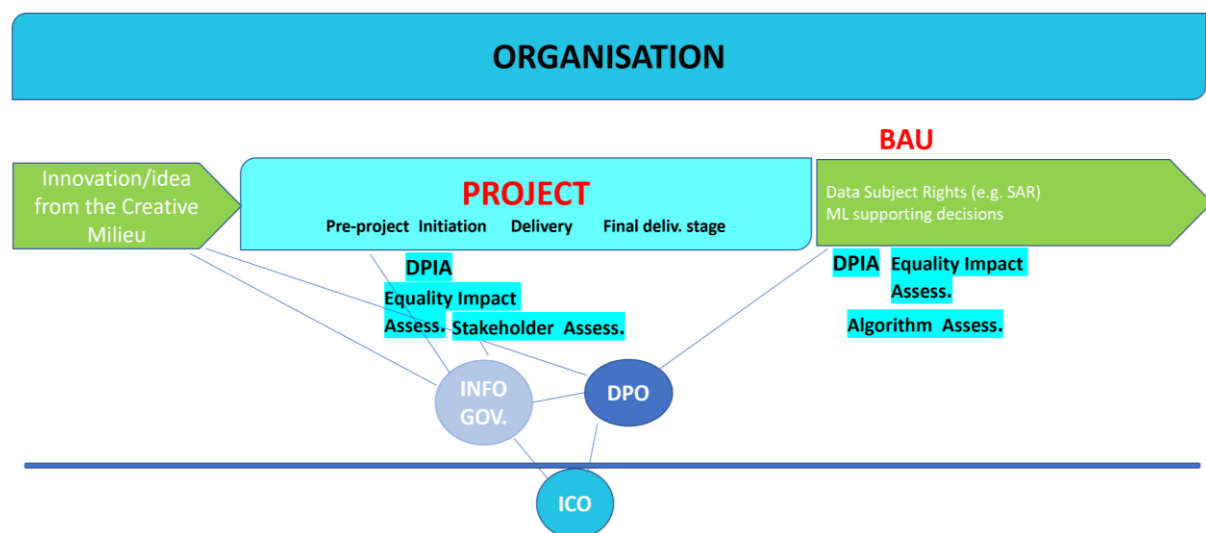 ORGANISATION
BAU
Innovation/idea
from the Creative
Milieu
PROJECT
Pre-project Initiation Delivery Final deliv. stage
Data Subject Rights (e.g. SAR)
ML supporting decisions
DPIA
Equality Impact
Assess. Stakeholder Assess.
DPIA Equality Impact
Assess.
Algorithm Assess.
INFO
GOV.
DPO
ICO